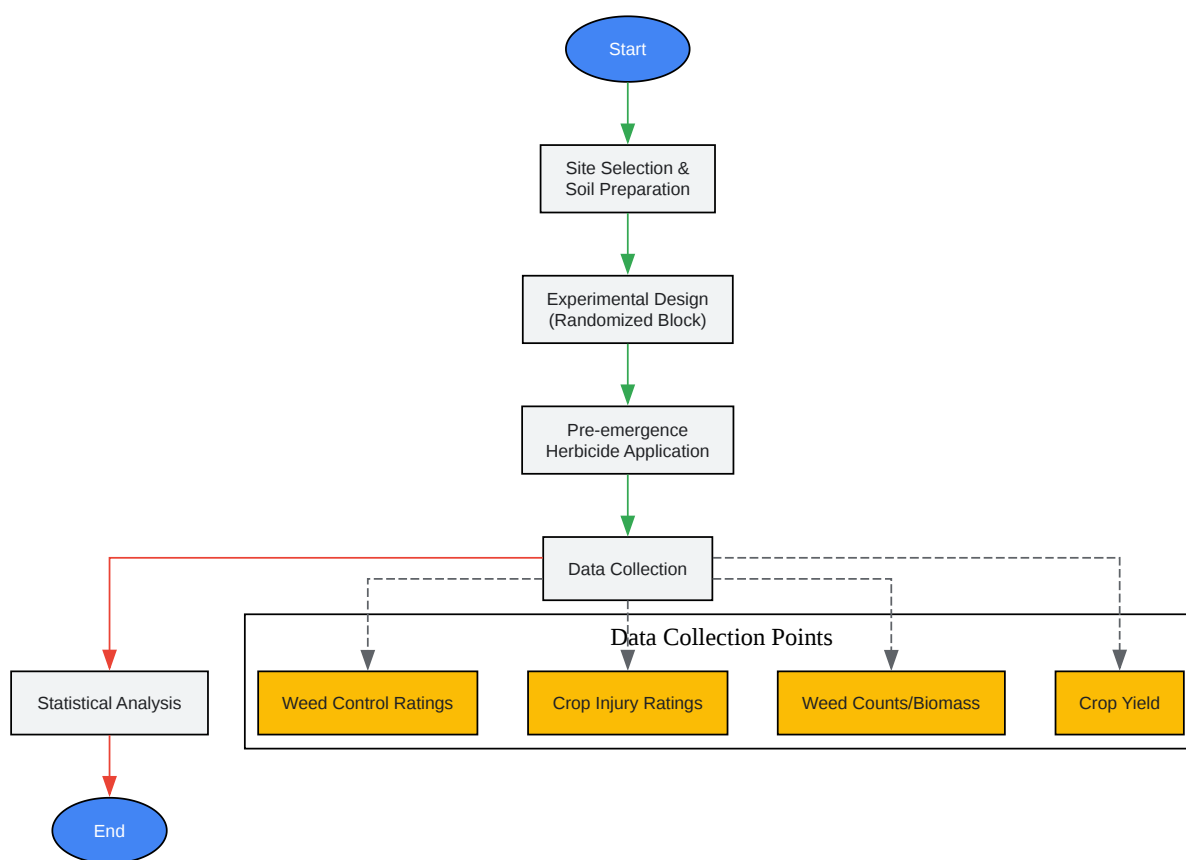 Start
Site Selection &
Soil Preparation
Experimental Design
(Randomized Block)
Pre-emergence
Herbicide Application
Data Collection
Data Collection Points
Statistical Analysis
Weed Control Ratings
Crop Injury Ratings
Weed Counts/Biomass
Crop Yield
End